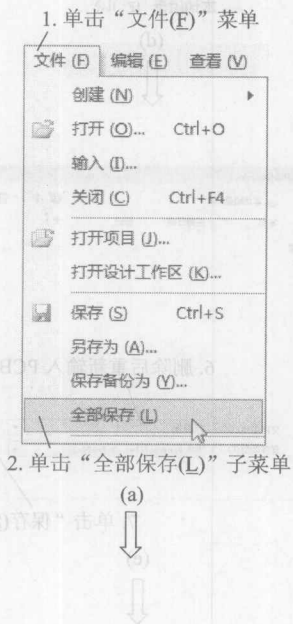 1. 单击“文件(F)”菜单
文件 (F) 编辑 (E) 查看 (V)
创建 (N)
打开 (O)... Ctrl+O
输入 (I)...
关闭 (C) Ctrl+F4
打开项目 (J)...
打开设计工作区 (K)...
保存 (S) Ctrl+S
另存为 (A)...
保存备份为 (Y)...
全部保存 (L)
2. 单击“全部保存(L)”子菜单
(a)